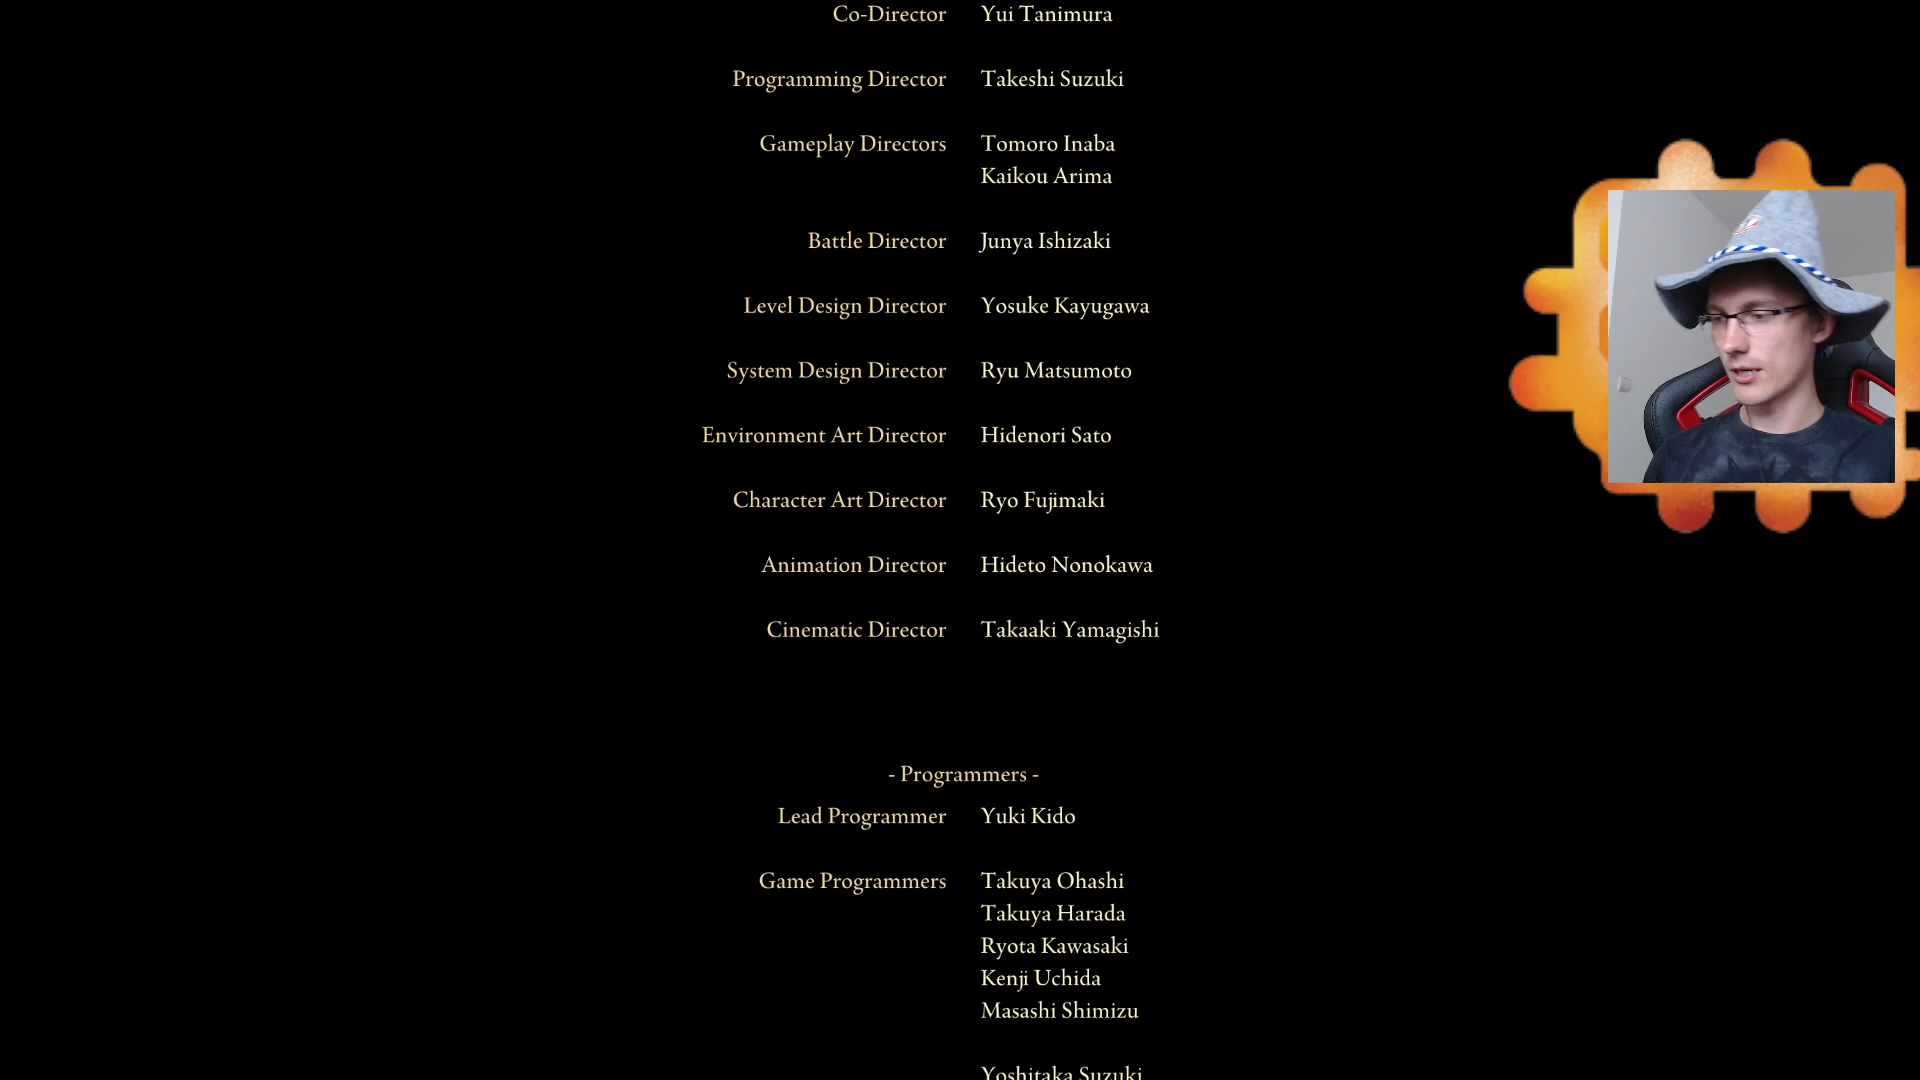 Co-Director Yui Tanimura
Programming Director Takeshi Suzuki
Gameplay Directors Tomoro Inaba
Kaikou Arima
Battle Director Junya Ishizaki
Level Design Director Yosuke Kayugawa
System Design Director Ryu Matsumoto
Environment Art Director Hidenori Sato
Character Art Director Ryo Fujimaki
Animation Director Hideto Nonokawa
Cinematic Director Takaaki Yamagishi
- Programmers -
Lead Programmer Yuki Kido
Game Programmers Takuya Ohashi
Takuya Harada
Ryota Kawasaki
Kenji Uchida
Masashi Shimizu
Yoshitaka Suzuki